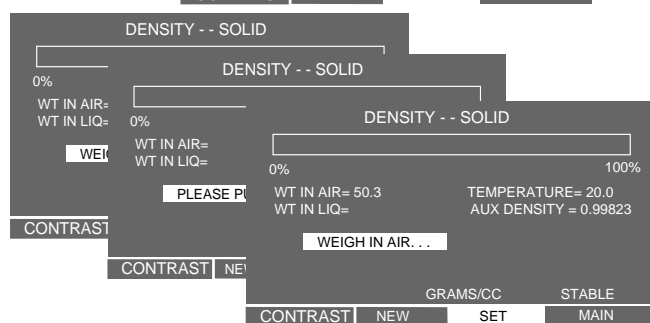 DENSITY - - SOLID
0%
WT IN AIR=
WT IN LIQ=
CONTRAST
DENSITY - - SOLID
0%
WT IN AIR=
WT IN LIQ=
PLEASE
CONTRAST
DENSITY - - SOLID
0% 100%
WT IN AIR= 50.3 TEMPERATURE= 20.0
WT IN LIQ= AUX DENSITY = 0.99823
WEIGH IN AIR. . .
GRAMS/CC STABLE
CONTRAST NEW SET MAIN